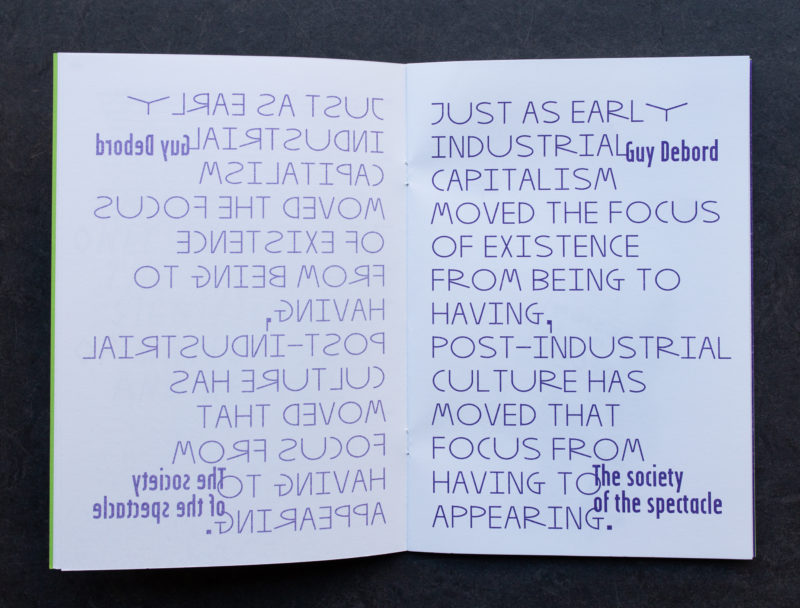 JUST AS EARLY
INDUSTRIAL
Guy Debord
CAPITALISM
MOVED THE FOCUS
OF EXISTENCE
FROM BEING TO
HAVING,
POST-INDUSTRIAL
CULTURE HAS
MOVED THAT
FOCUS FROM
HAVING TO
APPEARING.
The society
of the spectacle
JUST AS EARLY
INDUSTRIAL
Guy Debord
CAPITALISM
MOVED THE FOCUS
OF EXISTENCE
FROM BEING TO
HAVING,
POST-INDUSTRIAL
CULTURE HAS
MOVED THAT
FOCUS FROM
HAVING TO
APPEARING.
The society
of the spectacle